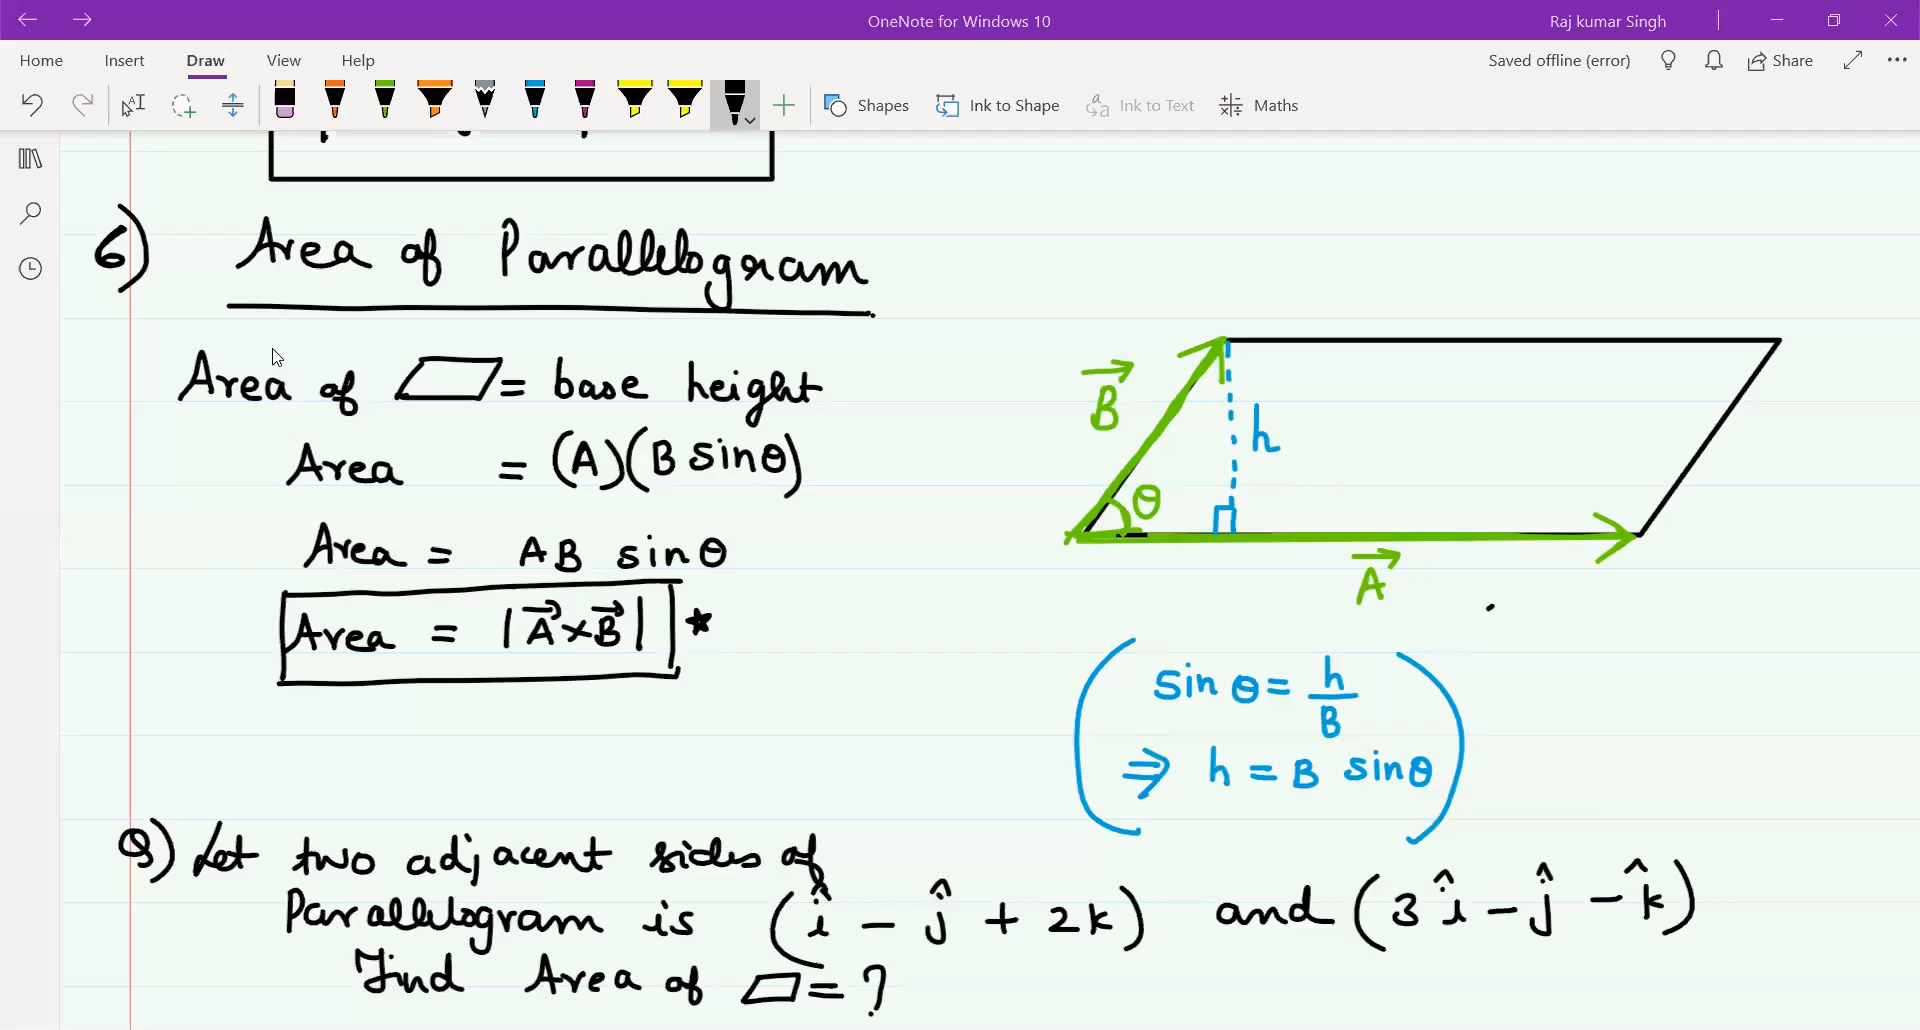 OneNote for Windows 10
Raj kumar Singh
Home Insert Draw View Help
Saved offline (error) Share
Shapes Ink to Shape Ink to Text Maths
6) Area of Parallelogram
Area of ▱ = base height
Area = (A)(B sinθ)
Area = AB sinθ
Area = |A⃗×B⃗| ★
B⃗
h
θ
A⃗
sin θ = h/B
⇒ h = B sinθ
Q) Let two adjacent sides of
Parallelogram is (î − ĵ + 2k) and (3î − ĵ − k̂)
Find Area of ▱ = ?